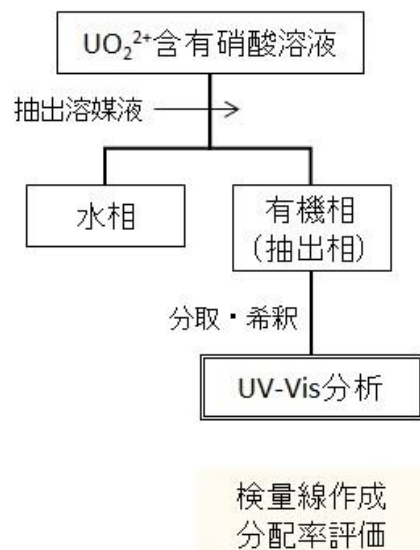 UO₂²⁺含有硝酸溶液
抽出溶媒液
水相
有機相
(抽出相)
分取・希釈
UV-Vis分析
検量線作成
分配率評価